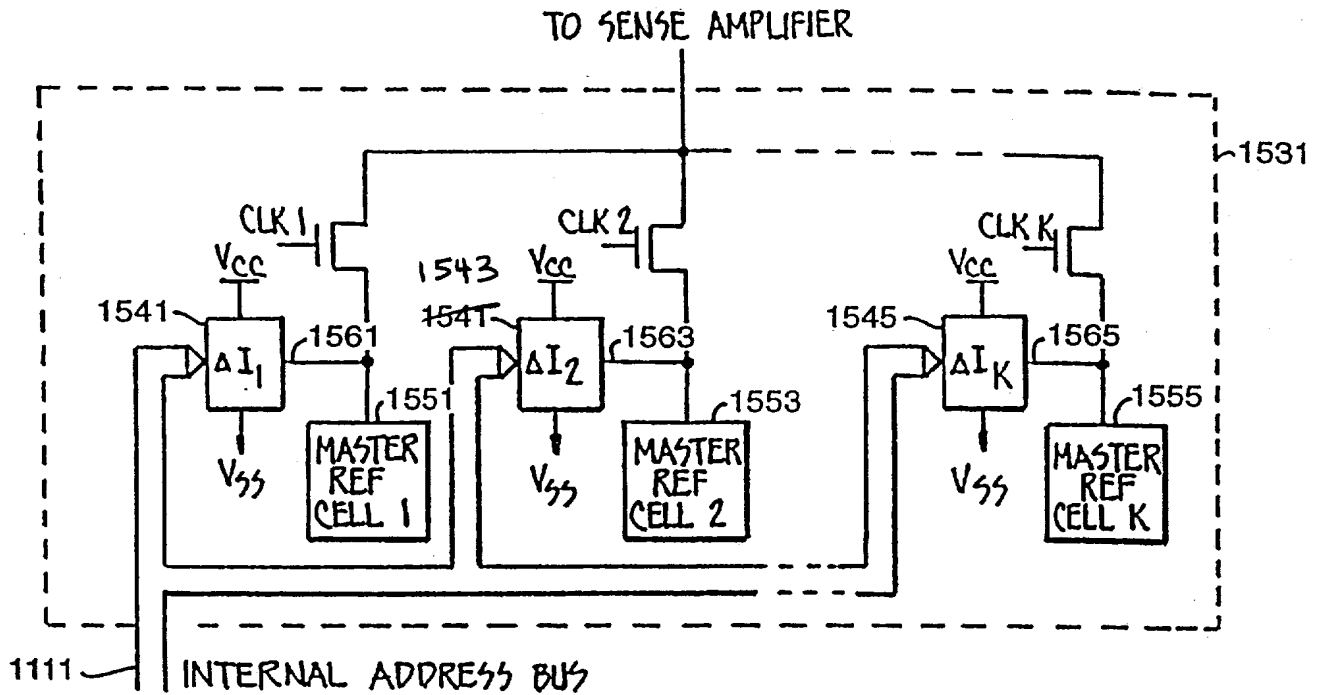 TO SENSE AMPLIFIER
1531
CLK 1
CLK 2
CLK K
VCC
1543
VCC
VCC
1541
1541
1545
1561
1563
1565
ΔI1
ΔI2
ΔIK
1551
1553
1555
VSS
VSS
VSS
MASTER
REF
CELL 1
MASTER
REF
CELL 2
MASTER
REF
CELL K
1111
INTERNAL ADDRESS BUS